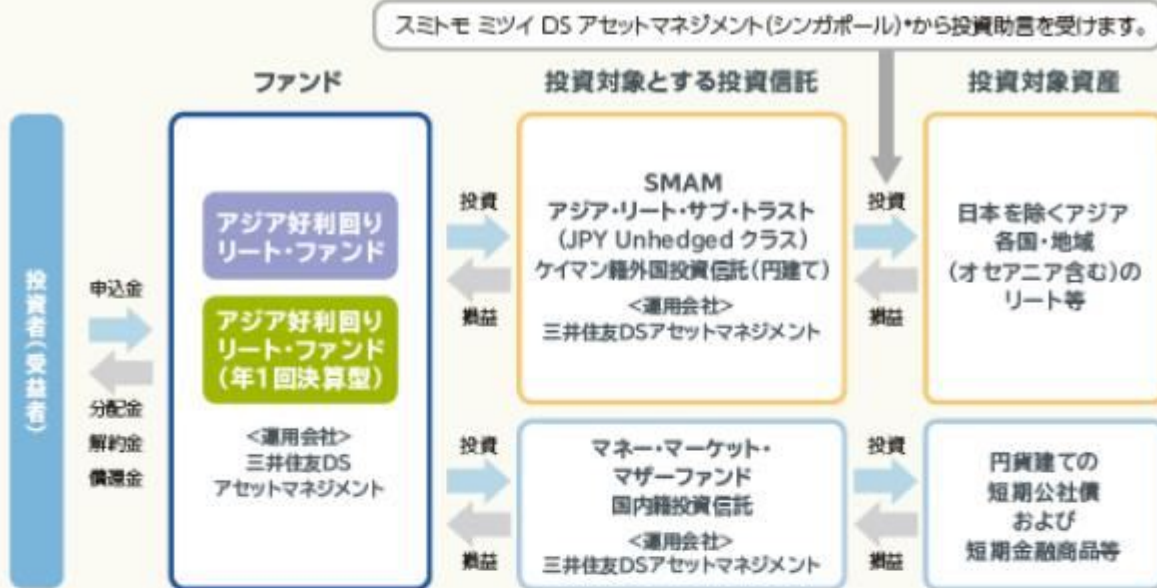 スミトモ ミツイ DS アセットマネジメント(シンガポール)*から投資助言を受けます。
ファンド
投資対象とする投資信託
投資対象資産
投資者(受益者)
申込金
分配金
解約金
償還金
アジア好利回り
リート・ファンド
アジア好利回り
リート・ファンド
(年1回決算型)
<運用会社>
三井住友DS
アセットマネジメント
投資
損益
SMAM
アジア・リート・サブ・トラスト
(JPY Unhedged クラス)
ケイマン籍外国投資信託(円建て)
<運用会社>
三井住友DSアセットマネジメント
投資
損益
日本を除くアジア
各国・地域
(オセアニア含む)の
リート等
投資
損益
マネー・マーケット・
マザーファンド
国内籍投資信託
<運用会社>
三井住友DSアセットマネジメント
投資
損益
円貨建ての
短期公社債
および
短期金融商品等